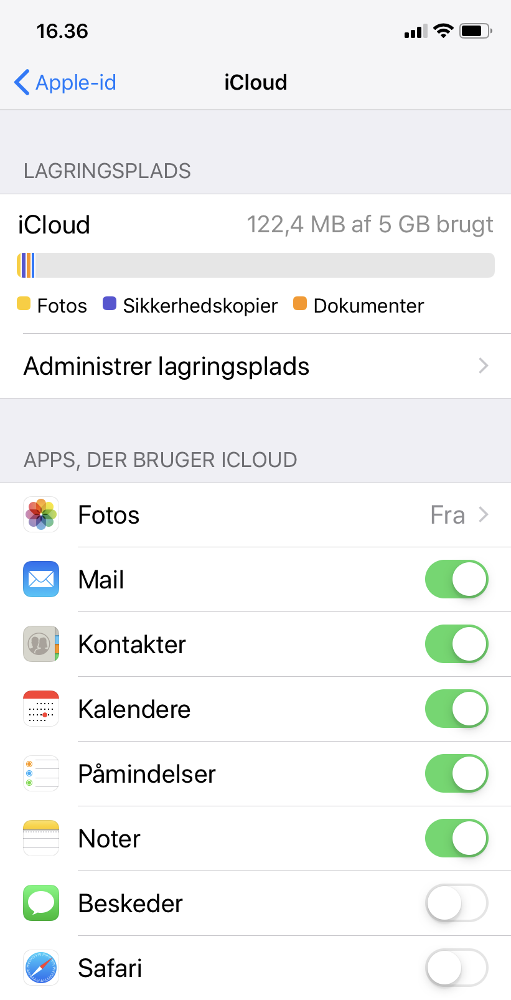 16.36
Apple-id
iCloud
LAGRINGSPLADS
iCloud 122,4 MB af 5 GB brugt
Fotos Sikkerhedskopier Dokumenter
Administrer lagringsplads
APPS, DER BRUGER ICLOUD
Fotos Fra
Mail
Kontakter
Kalendere
Påmindelser
Noter
Beskeder
Safari